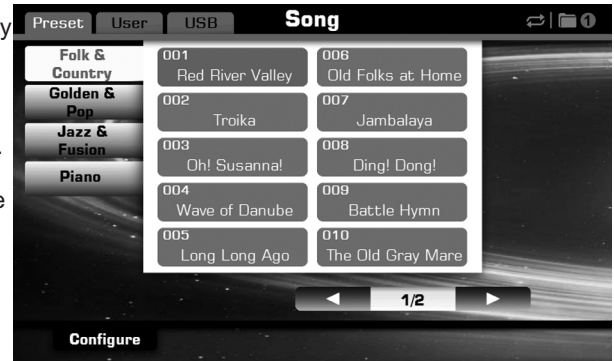 Preset User USB Song 1
Folk &
Country
Golden &
Pop
Jazz &
Fusion
Piano
001
Red River Valley
002
Troika
003
Oh! Susanna!
004
Wave of Danube
005
Long Long Ago
006
Old Folks at Home
007
Jambalaya
008
Ding! Dong!
009
Battle Hymn
010
The Old Gray Mare
1/2
Configure
y
e